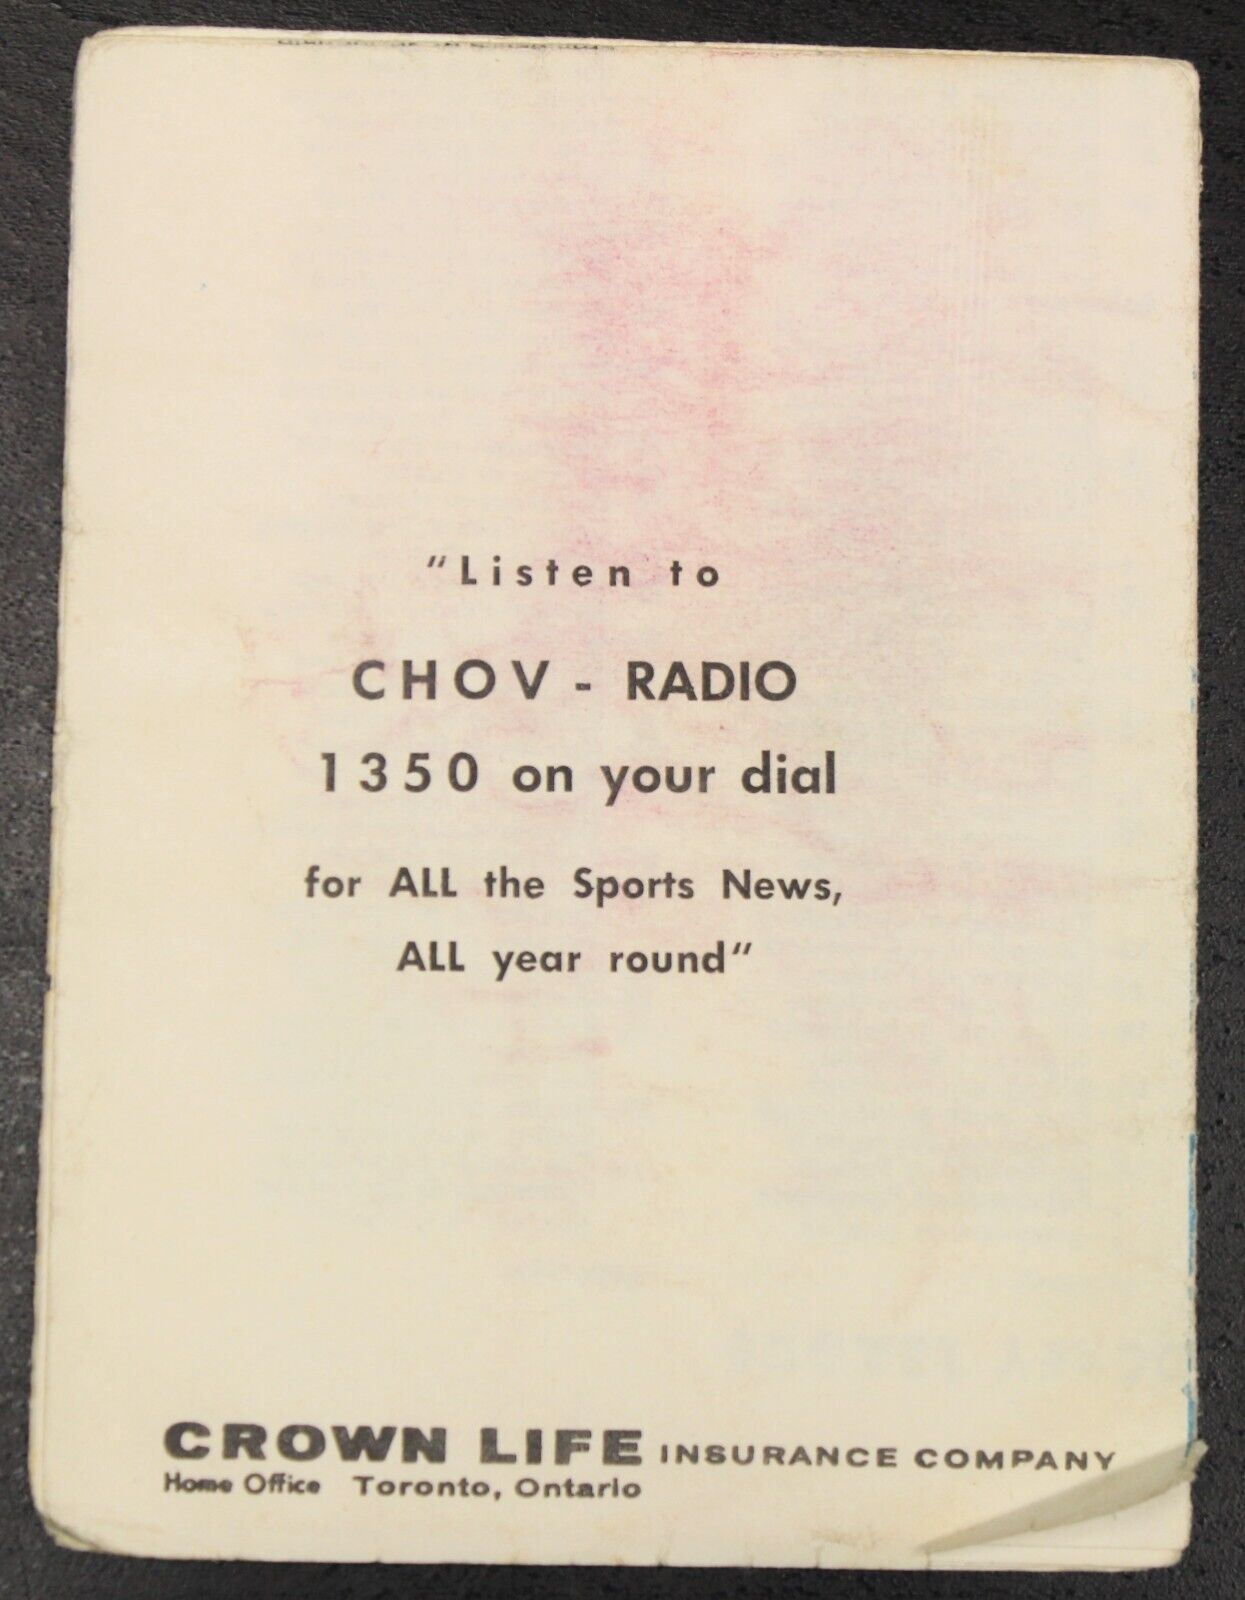 "Listen to
CHOV - RADIO
1350 on your dial
for ALL the Sports News,
ALL year round"
CROWN LIFE INSURANCE COMPANY
Home Office Toronto, Ontario